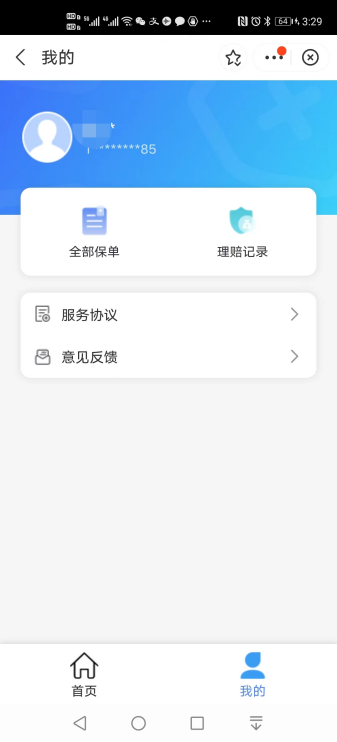 64 3:29
我的
*
*******85
全部保单 理赔记录
服务协议
意见反馈
首页 我的